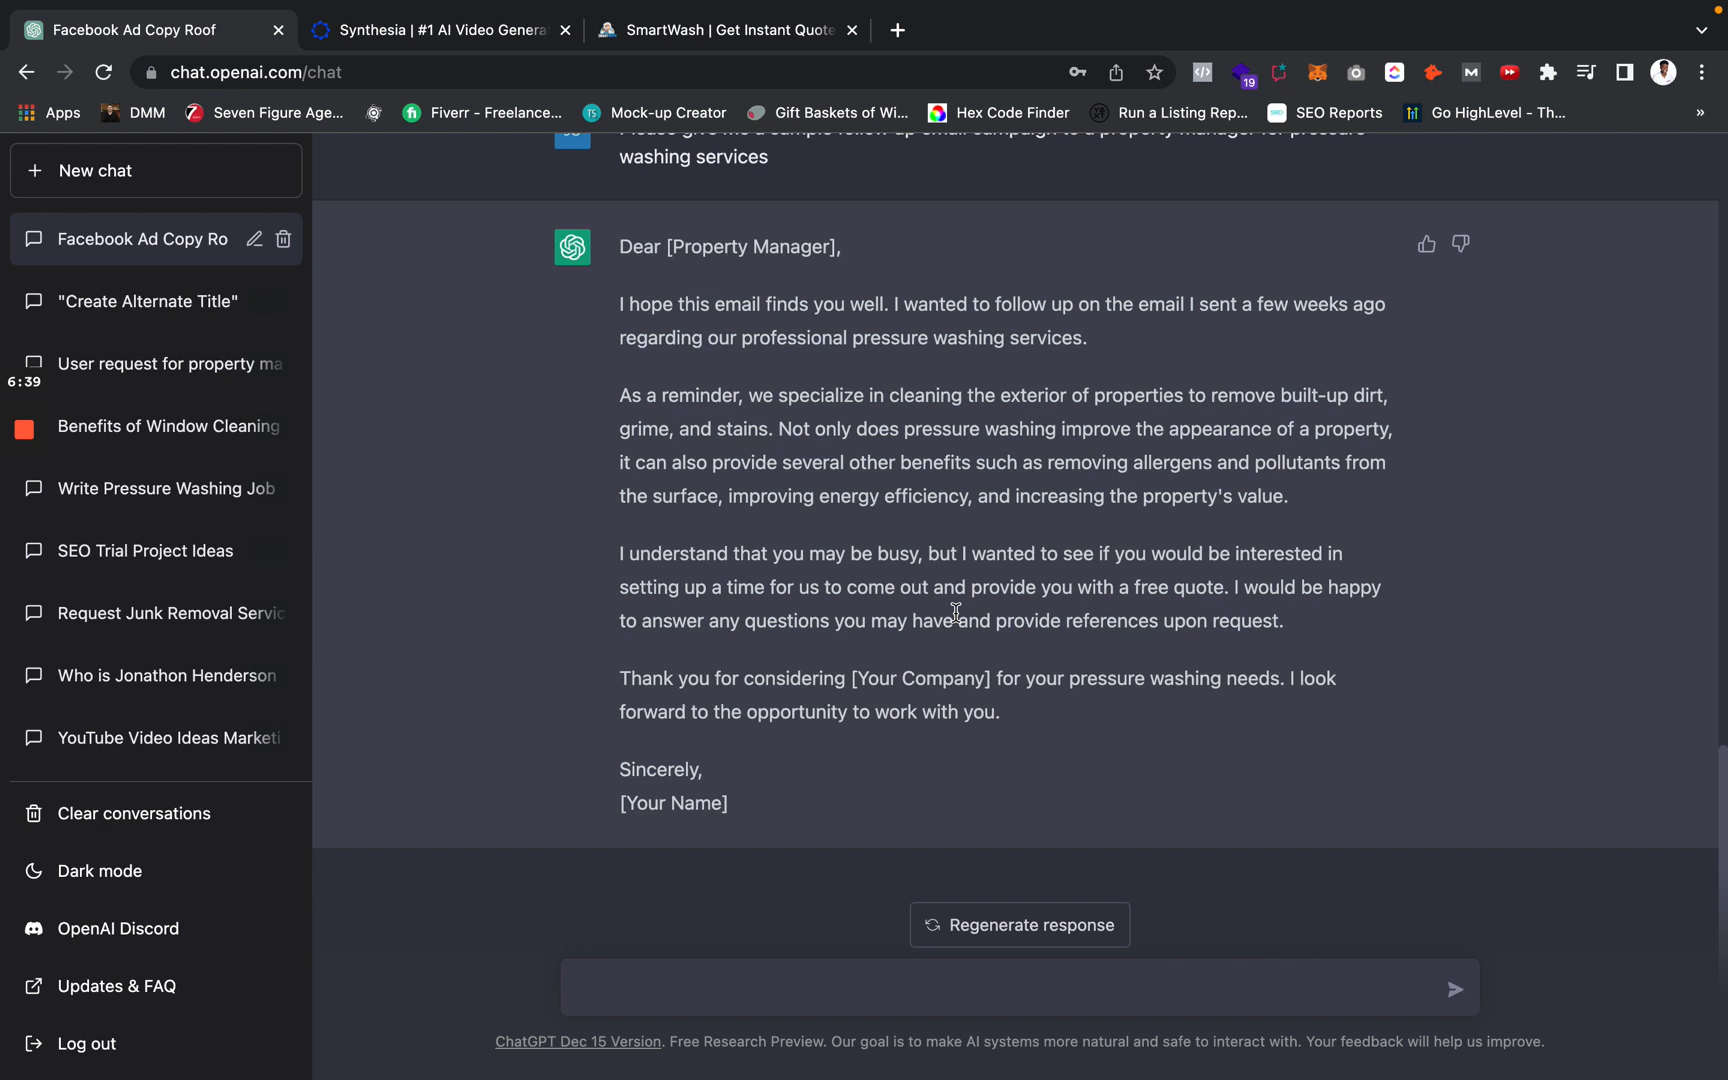 Facebook Ad Copy Roof
Synthesia | #1 AI Video Genera
SmartWash | Get Instant Quote
chat.openai.com/chat
19
Apps
DMM
Seven Figure Age...
Fiverr - Freelance...
Mock-up Creator
Gift Baskets of Wi...
Hex Code Finder
Run a Listing Rep...
SEO Reports
Go HighLevel - Th...
»
New chat
Facebook Ad Copy Ro
"Create Alternate Title"
User request for property ma
6:39
Benefits of Window Cleaning
Write Pressure Washing Job
SEO Trial Project Ideas
Request Junk Removal Servic
Who is Jonathon Henderson
YouTube Video Ideas Marketi
Clear conversations
Dark mode
OpenAI Discord
Updates & FAQ
Log out
Please give me a sample follow up email campaign to a property manager for pressure
washing services
Dear [Property Manager],
I hope this email finds you well. I wanted to follow up on the email I sent a few weeks ago
regarding our professional pressure washing services.
As a reminder, we specialize in cleaning the exterior of properties to remove built-up dirt,
grime, and stains. Not only does pressure washing improve the appearance of a property,
it can also provide several other benefits such as removing allergens and pollutants from
the surface, improving energy efficiency, and increasing the property's value.
I understand that you may be busy, but I wanted to see if you would be interested in
setting up a time for us to come out and provide you with a free quote. I would be happy
to answer any questions you may have and provide references upon request.
Thank you for considering [Your Company] for your pressure washing needs. I look
forward to the opportunity to work with you.
Sincerely,
[Your Name]
Regenerate response
ChatGPT Dec 15 Version. Free Research Preview. Our goal is to make AI systems more natural and safe to interact with. Your feedback will help us improve.